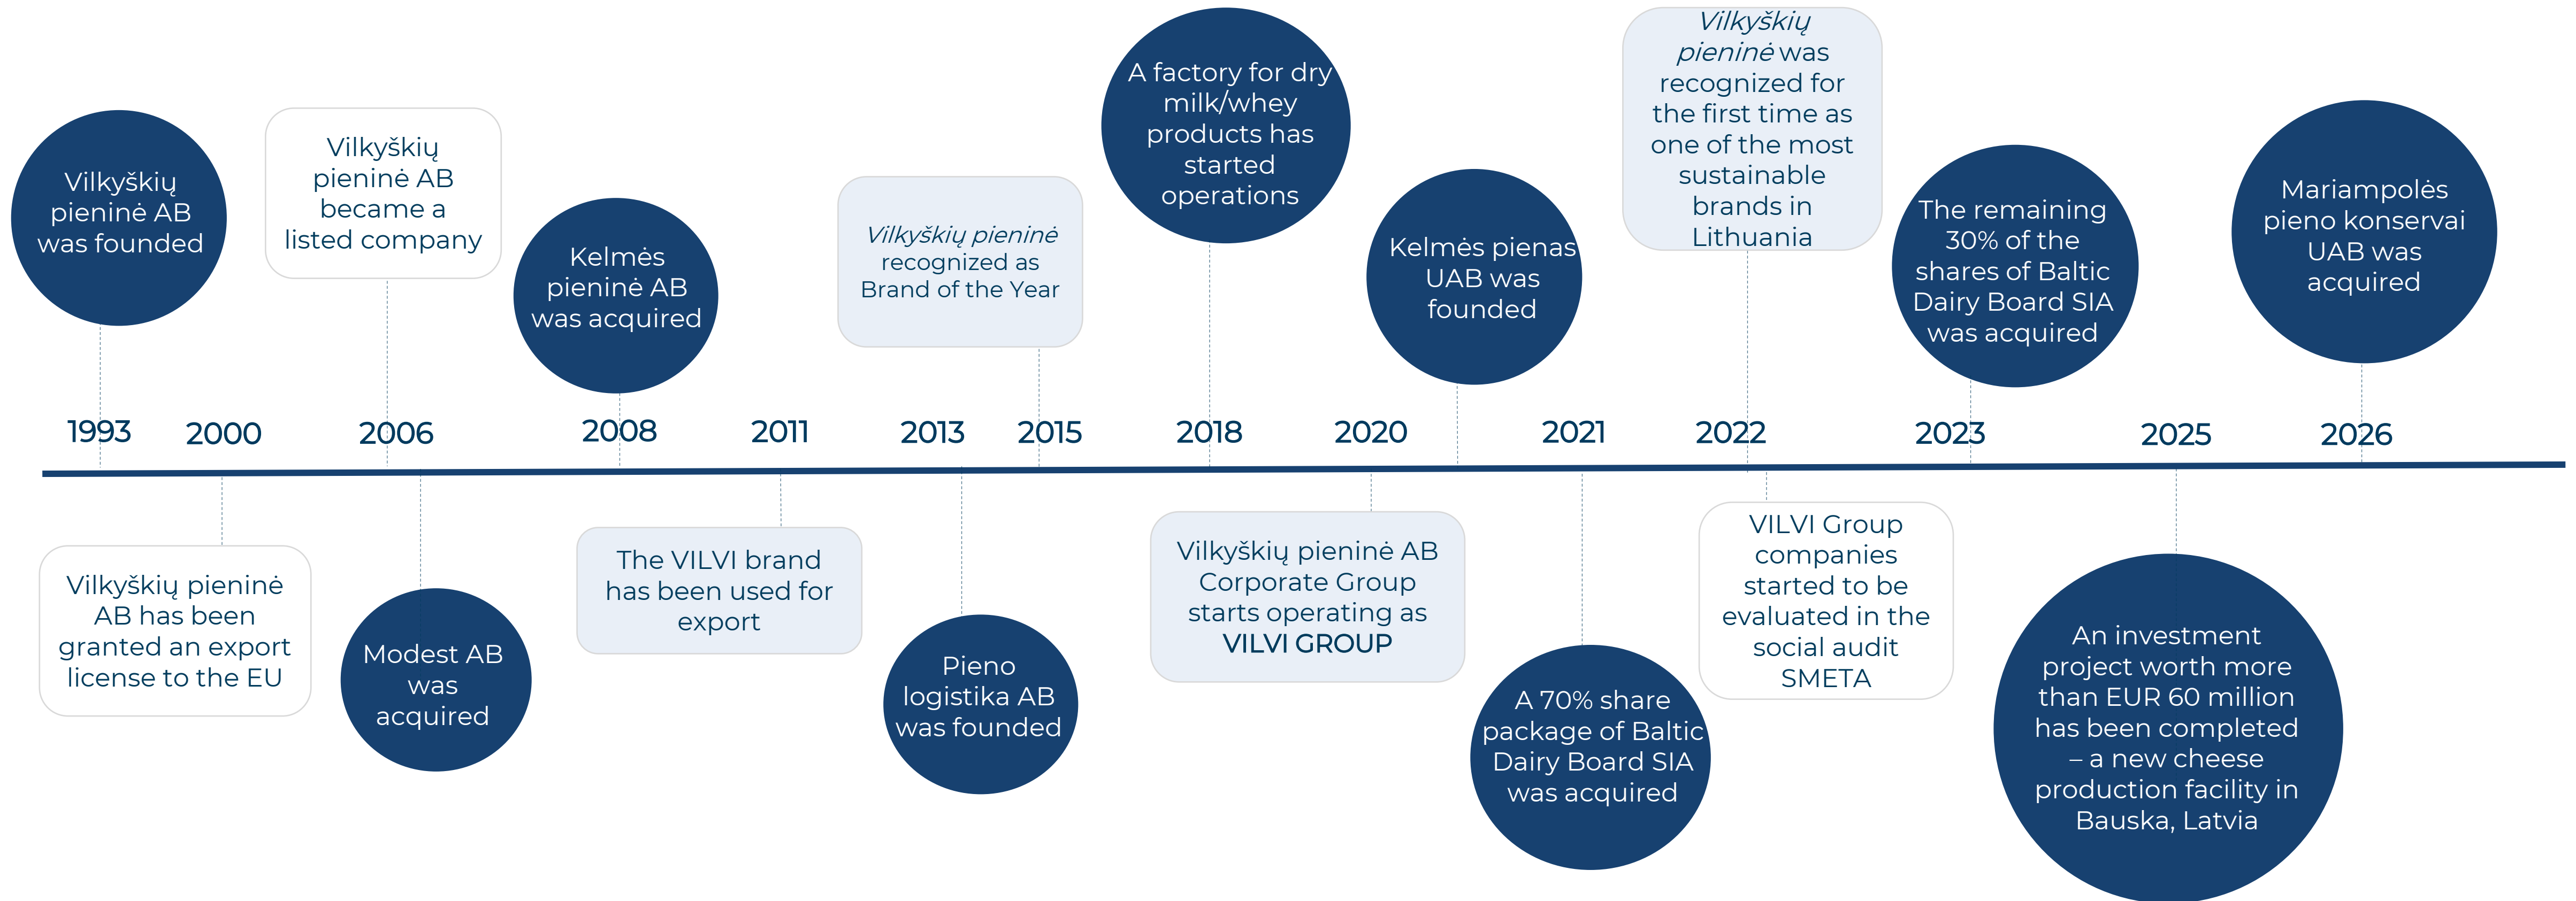 Vilkyškių
pieninė AB
was founded
Vilkyškių
pieninė AB
became a
listed company
Kelmės
pieninė AB
was acquired
Vilkyškių pieninė
recognized as
Brand of the Year
A factory for dry
milk/whey
products has
started
operations
Kelmės pienas
UAB was
founded
Vilkyškių
pieninė was
recognized for
the first time as
one of the most
sustainable
brands in
Lithuania
The remaining
30% of the
shares of Baltic
Dairy Board SIA
was acquired
Mariampolės
pieno konservai
UAB was
acquired
1993 2000 2006 2008 2011 2013 2015 2018 2020 2021 2022 2023 2025 2026
Vilkyškių pieninė
AB has been
granted an export
license to the EU
Modest AB
was
acquired
The VILVI brand
has been used for
export
Pieno
logistika AB
was founded
Vilkyškių pieninė AB
Corporate Group
starts operating as
VILVI GROUP
A 70% share
package of Baltic
Dairy Board SIA
was acquired
VILVI Group
companies
started to be
evaluated in the
social audit
SMETA
An investment
project worth more
than EUR 60 million
has been completed
– a new cheese
production facility in
Bauska, Latvia